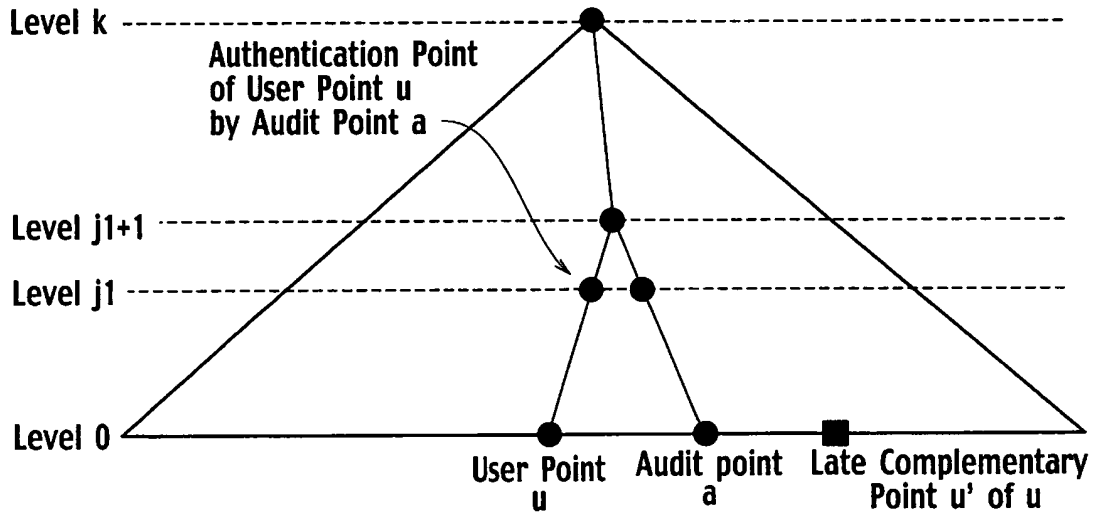 Level k
Authentication Point
of User Point u
by Audit Point a
Level j1+1
Level j1
Level 0
User Point
u
Audit point
a
Late Complementary
Point u' of u